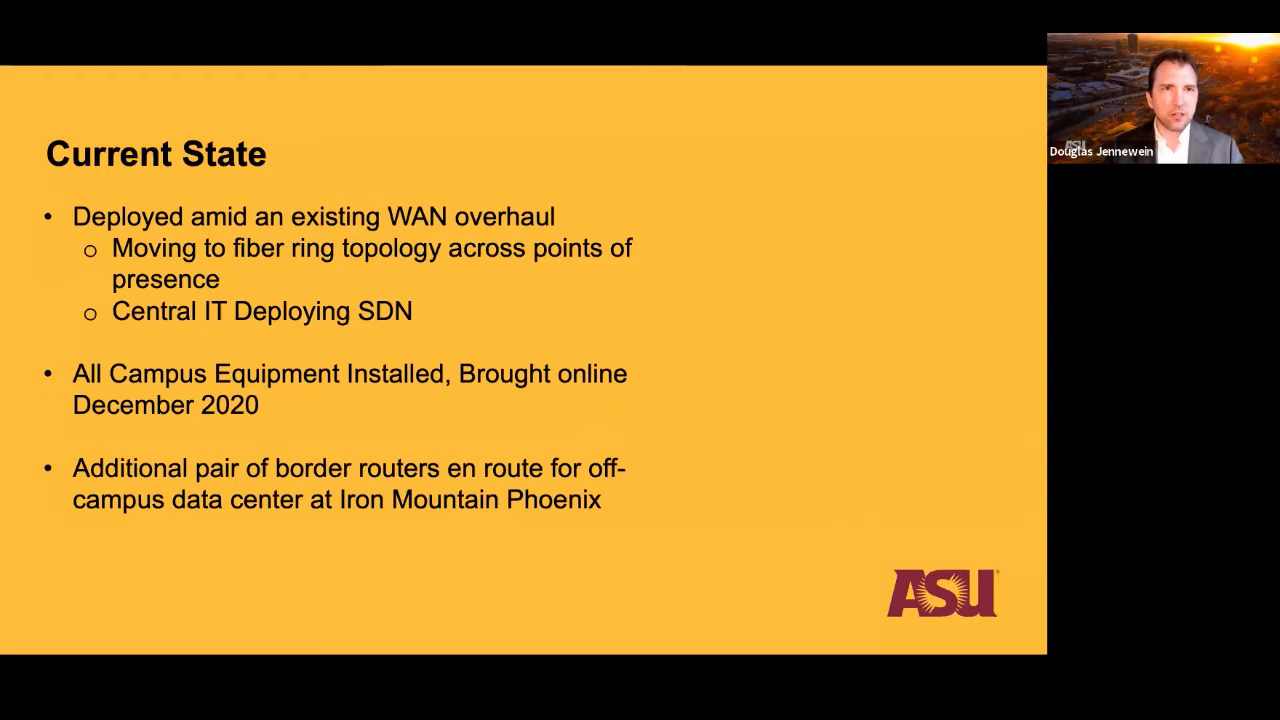 Current State
• Deployed amid an existing WAN overhaul
o Moving to fiber ring topology across points of
presence
o Central IT Deploying SDN
• All Campus Equipment Installed, Brought online
December 2020
• Additional pair of border routers en route for off-
campus data center at Iron Mountain Phoenix
ASU
ASU
Douglas Jennewein